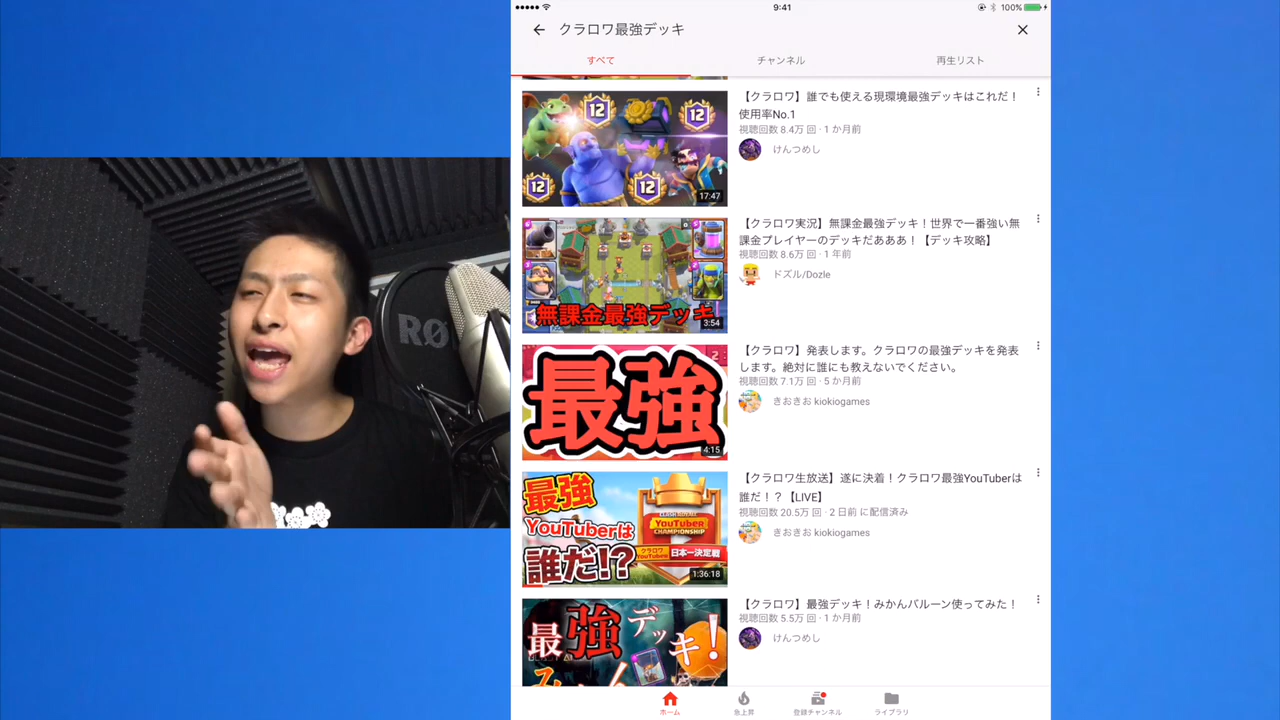 9:41
100%
クラロワ最強デッキ
すべて
チャンネル
再生リスト
12
12
12
12
17:47
【クラロワ】誰でも使える現環境最強デッキはこれだ！
使用率No.1
視聴回数 8.4万 回 · 1 か月前
けんつめし
無課金最強デッキ
3:54
【クラロワ実況】無課金最強デッキ！世界で一番強い無
課金プレイヤーのデッキだあああ！【デッキ攻略】
視聴回数 8.6万 回 · 1 年前
ドズル/Dozle
最強
2
4:15
【クラロワ】発表します。クラロワの最強デッキを発表
します。絶対に誰にも教えないでください。
視聴回数 7.1万 回 · 5 か月前
きおきお kiokiogames
最強
YouTuberは
誰だ!?
CLASH ROYALE
YouTuber
CHAMPIONSHIP
クラロワ
YouTuber
日本一決定戦
1:36:18
【クラロワ生放送】遂に決着！クラロワ最強YouTuberは
誰だ！？【LIVE】
視聴回数 20.5万 回 · 2 日前 に配信済み
きおきお kiokiogames
最強デッキ!
【クラロワ】最強デッキ！みかんバルーン使ってみた！
視聴回数 5.5万 回 · 1 か月前
けんつめし
ホーム
急上昇
登録チャンネル
ライブラリ
RØ